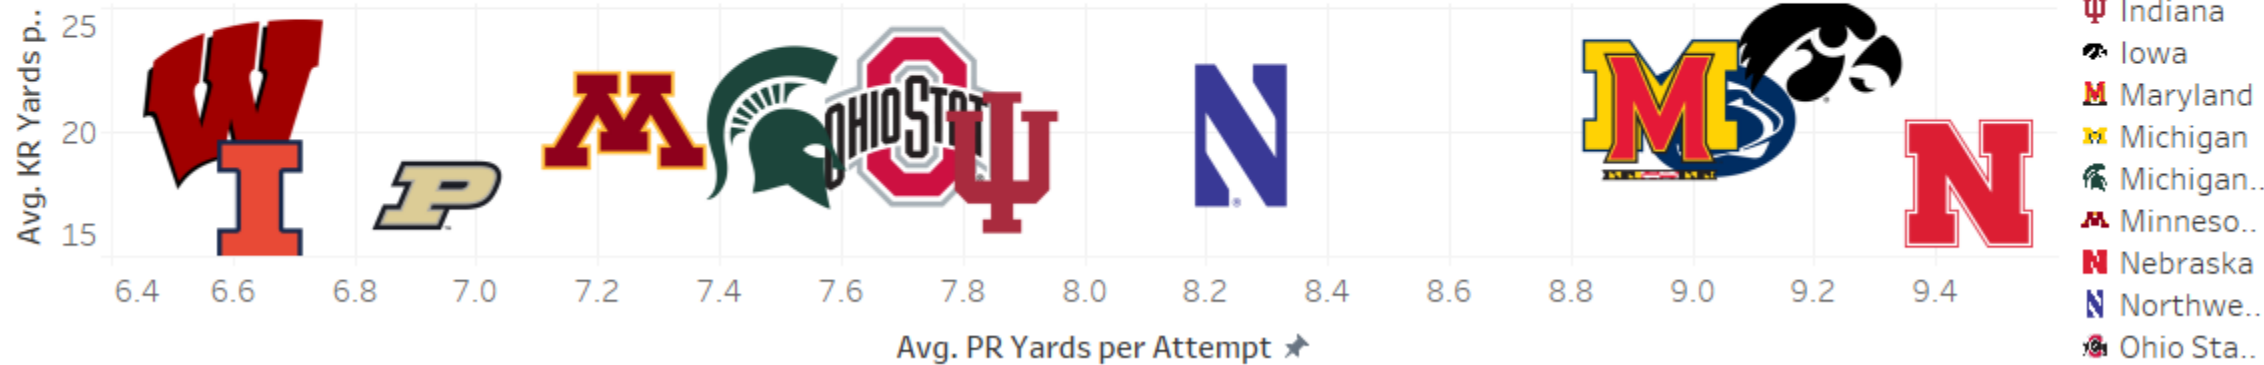 Avg. KR Yards p..
25
20
15
OHIO STATE
6.4 6.6 6.8 7.0 7.2 7.4 7.6 7.8 8.0 8.2 8.4 8.6 8.8 9.0 9.2 9.4
Avg. PR Yards per Attempt
Indiana
Iowa
Maryland
Michigan
Michigan..
Minneso..
Nebraska
Northwe..
Ohio Sta..